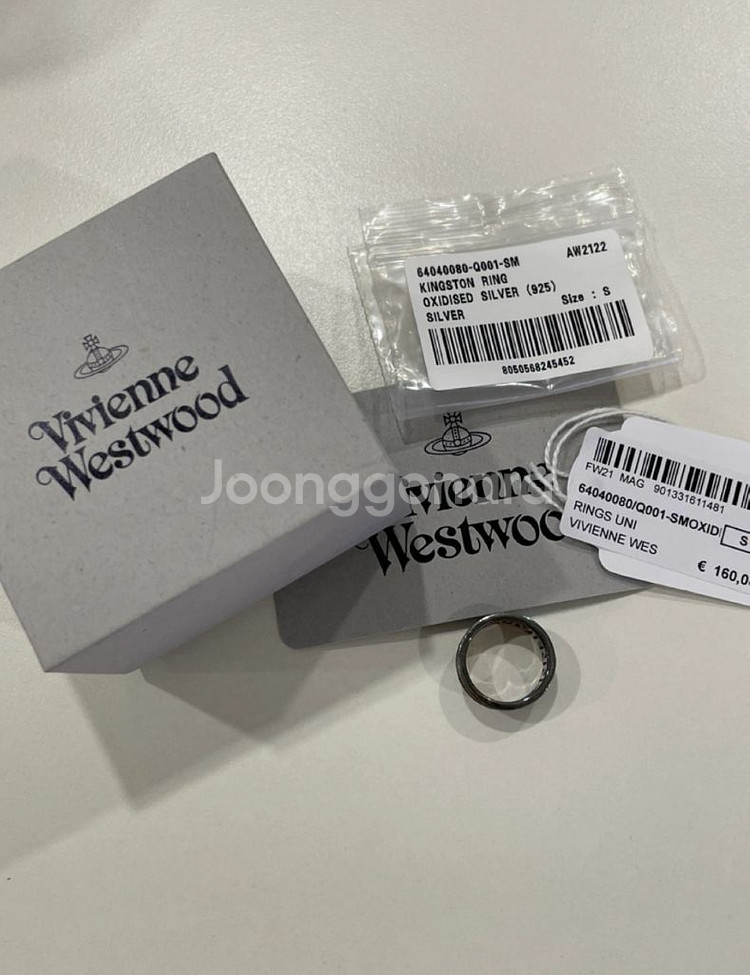 Vivienne
Westwood
64040080-Q001-SM AW2122
KINGSTON RING
OXIDISED SILVER (925)
SILVER Size : S
8050568245452
Vivienne
Westwood
FW21 MAG 901331611481
64040080/Q001-SMOXID S
RINGS UNI
VIVIENNE WES
€ 160,0